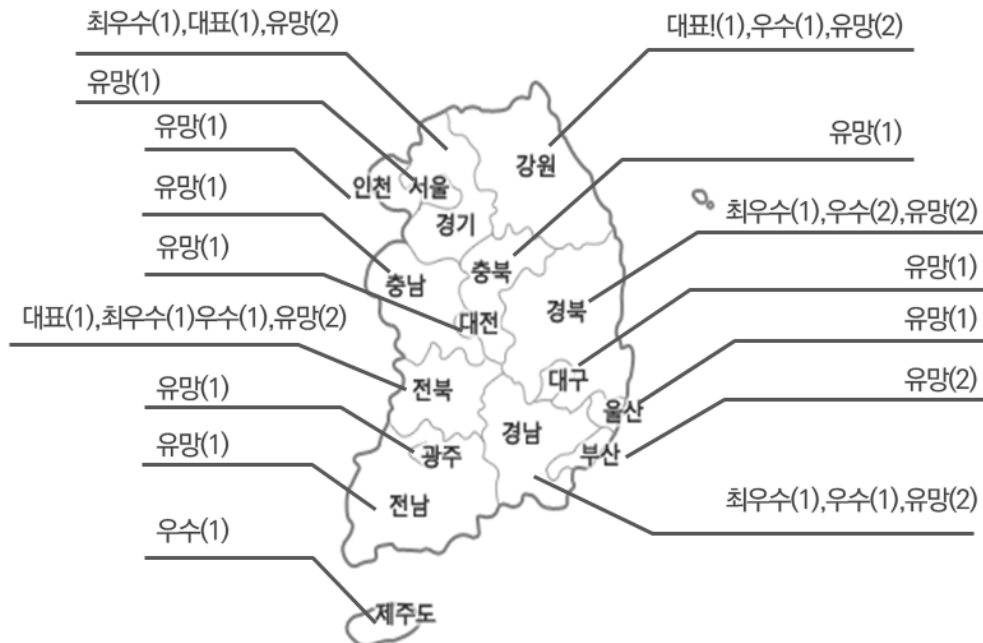 최우수(1),대표(1),유망(2)
대표!(1),우수(1),유망(2)
유망(1)
유망(1)
유망(1)
강원
인천
서울
유망(1)
최우수(1),우수(2),유망(2)
경기
유망(1)
충북
유망(1)
충남
경북
대전
유망(1)
대표(1),최우수(1)우수(1),유망(2)
대구
유망(2)
유망(1)
전북
울산
경남
유망(1)
광주
부산
최우수(1),우수(1),유망(2)
전남
우수(1)
제주도